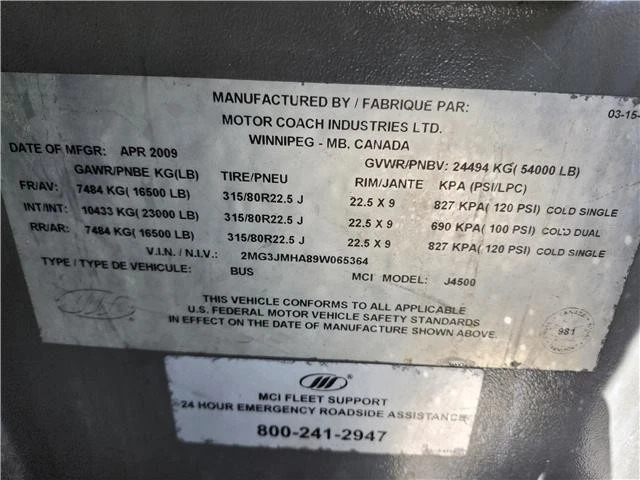 MANUFACTURED BY / FABRIQUE PAR:
03-15-
MOTOR COACH INDUSTRIES LTD.
WINNIPEG - MB. CANADA
DATE OF MFGR: APR 2009
GVWR/PNBV: 24494 KG( 54000 LB)
GAWR/PNBE KG(LB) TIRE/PNEU RIM/JANTE KPA (PSI/LPC)
FR/AV: 7484 KG( 16500 LB) 315/80R22.5 J 22.5 X 9 827 KPA( 120 PSI) COLD SINGLE
INT/INT: 10433 KG( 23000 LB) 315/80R22.5 J 22.5 X 9 690 KPA( 100 PSI) COLD DUAL
RR/AR: 7484 KG( 16500 LB) 315/80R22.5 J 22.5 X 9 827 KPA( 120 PSI) COLD SINGLE
V.I.N. / N.I.V.: 2MG3JMHA89W065364
TYPE / TYPE DE VEHICULE: BUS MCI MODEL: J4500
THIS VEHICLE CONFORMS TO ALL APPLICABLE
U.S. FEDERAL MOTOR VEHICLE SAFETY STANDARDS
IN EFFECT ON THE DATE OF MANUFACTURE SHOWN ABOVE.
981
MCI FLEET SUPPORT
24 HOUR EMERGENCY ROADSIDE ASSISTANCE
800-241-2947